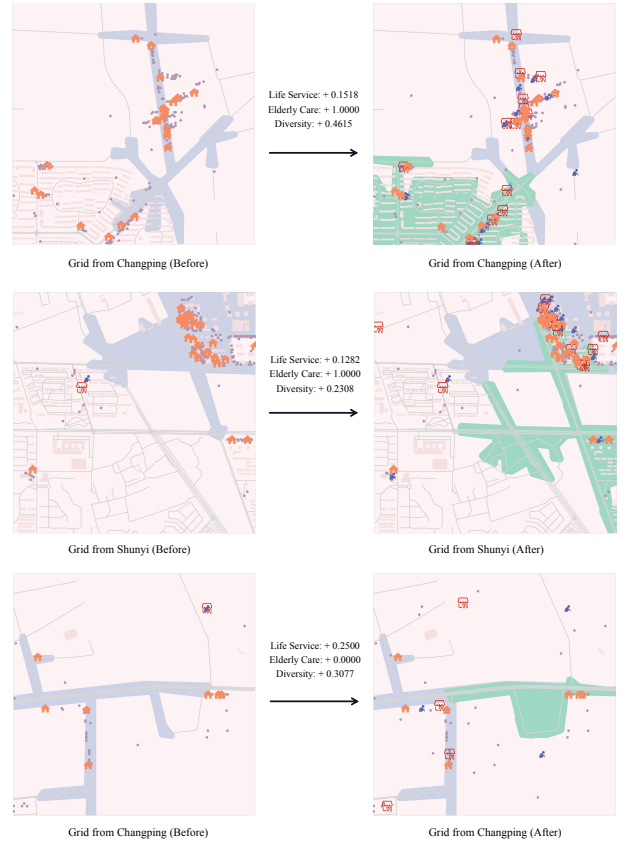 Life Service: + 0.1518
Elderly Care: + 1.0000
Diversity: + 0.4615
Grid from Changping (Before)
Grid from Changping (After)
Life Service: + 0.1282
Elderly Care: + 1.0000
Diversity: + 0.2308
Grid from Shunyi (Before)
Grid from Shunyi (After)
Life Service: + 0.2500
Elderly Care: + 0.0000
Diversity: + 0.3077
Grid from Changping (Before)
Grid from Changping (After)